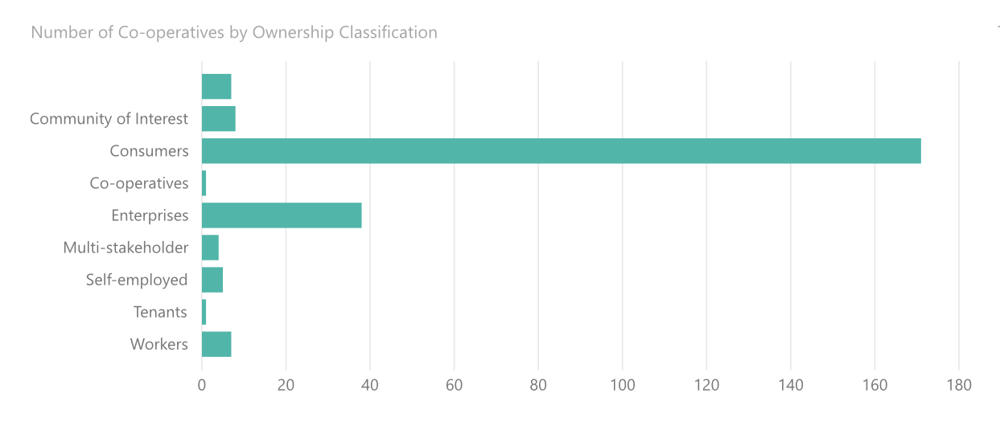 Number of Co-operatives by Ownership Classification
Community of Interest
Consumers
Co-operatives
Enterprises
Multi-stakeholder
Self-employed
Tenants
Workers
0 20 40 60 80 100 120 140 160 180